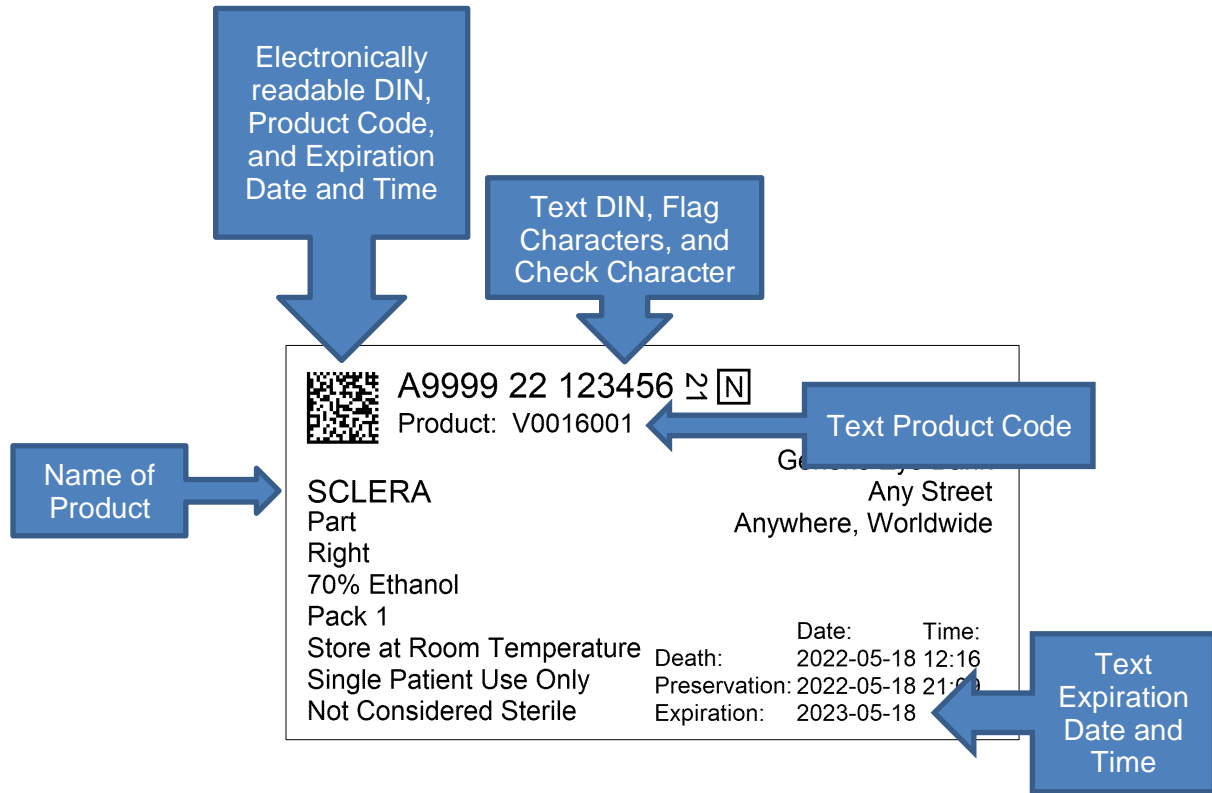 Electronically
readable DIN,
Product Code,
and Expiration
Date and Time
Text DIN, Flag
Characters, and
Check Character
A9999 22 123456 21 N
Product: V0016001
Text Product Code
Name of
Product
Any Street
Anywhere, Worldwide
SCLERA
Part
Right
70% Ethanol
Pack 1
Store at Room Temperature
Single Patient Use Only
Not Considered Sterile
Date: Time:
Death: 2022-05-18 12:16
Preservation: 2022-05-18
Expiration: 2023-05-18
Text
Expiration
Date and
Time